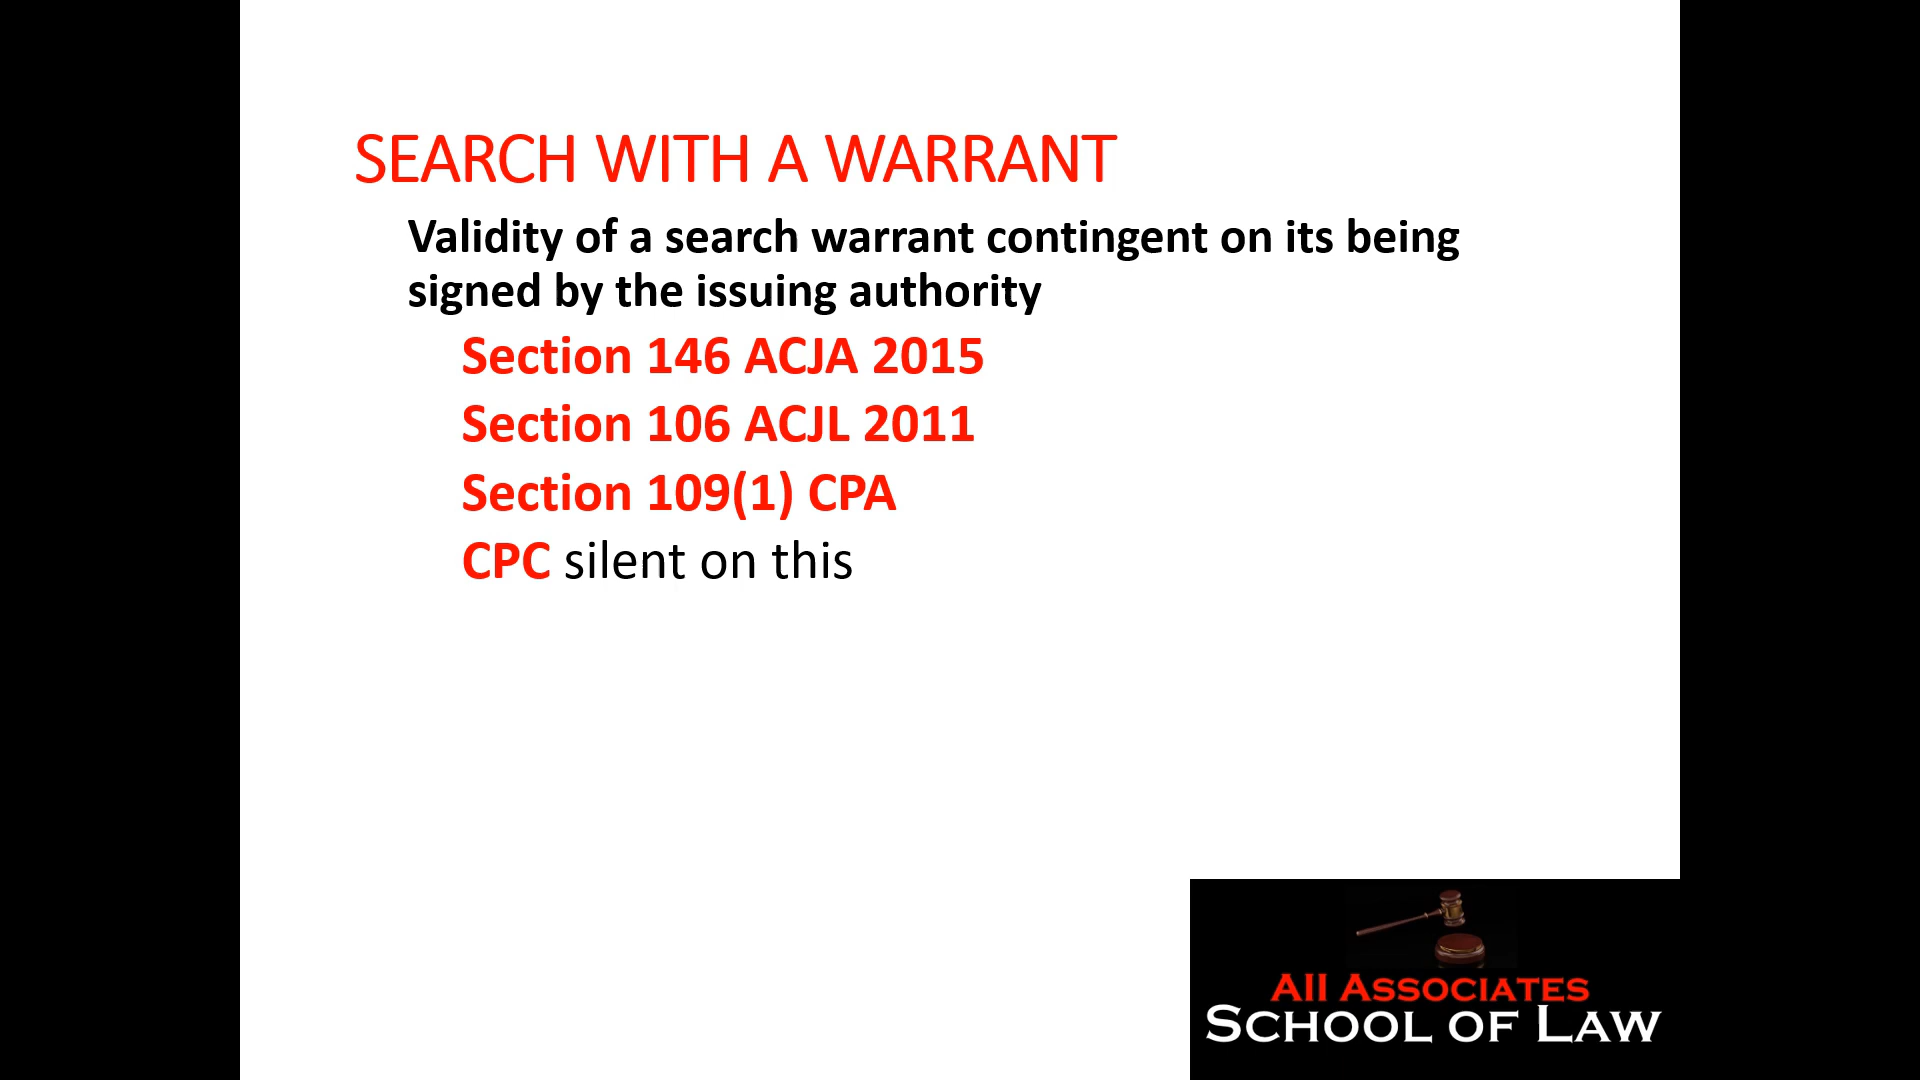 SEARCH WITH A WARRANT
Validity of a search warrant contingent on its being
signed by the issuing authority
Section 146 ACJA 2015
Section 106 ACJL 2011
Section 109(1) CPA
CPC silent on this
All Associates
School of Law